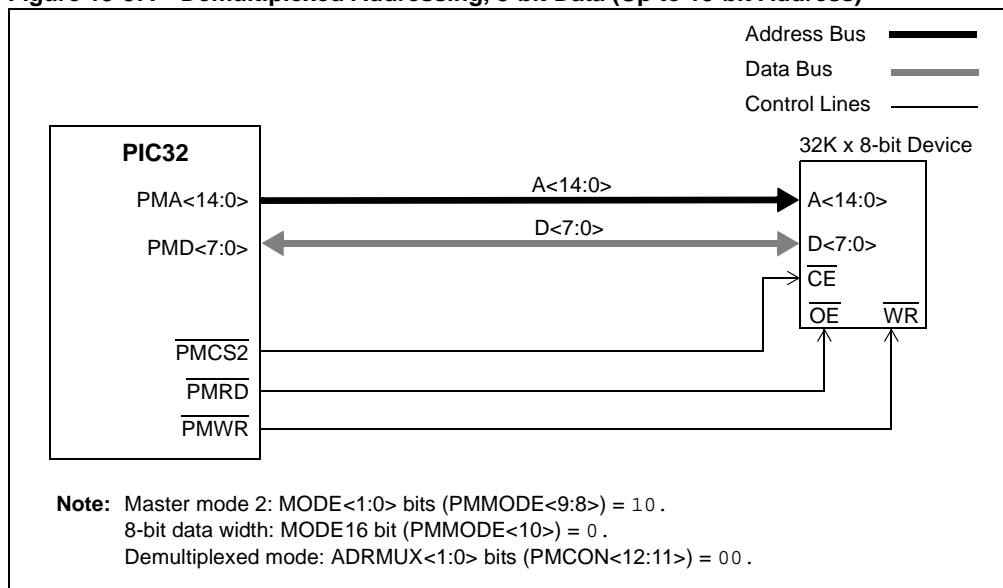 Address Bus
Data Bus
Control Lines
PIC32
32K x 8-bit Device
PMA<14:0>
A<14:0>
A<14:0>
PMD<7:0>
D<7:0>
D<7:0>
CE
OE
WR
PMCS2
PMRD
PMWR
Note: Master mode 2: MODE<1:0> bits (PMMODE<9:8>) = 10.
8-bit data width: MODE16 bit (PMMODE<10>) = 0.
Demultiplexed mode: ADRMUX<1:0> bits (PMCON<12:11>) = 00.